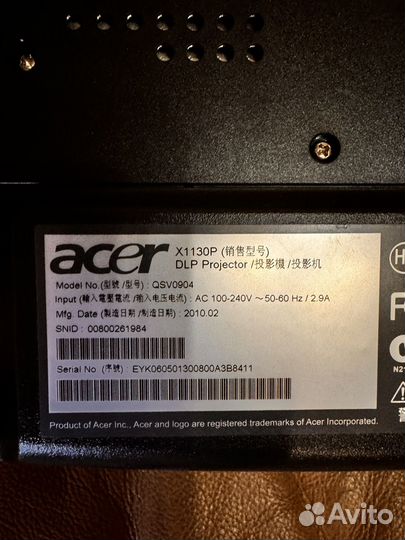 acer X1130P (销售型号)
DLP Projector /投影機 /投影机
Model No.(型號 /型号) : QSV0904
Input (輸入電壓電流 /输入电压电流) : AC 100-240V ～50-60 Hz / 2.9A
Mfg. Date (製造日期 / 制造日期) : 2010.02
SNID : 00800261984
Serial No. (序號) : EYK060501300800A3B8411
Product of Acer Inc., Acer and logo are registered trademarks of Acer Incorporated.
N21
Avito